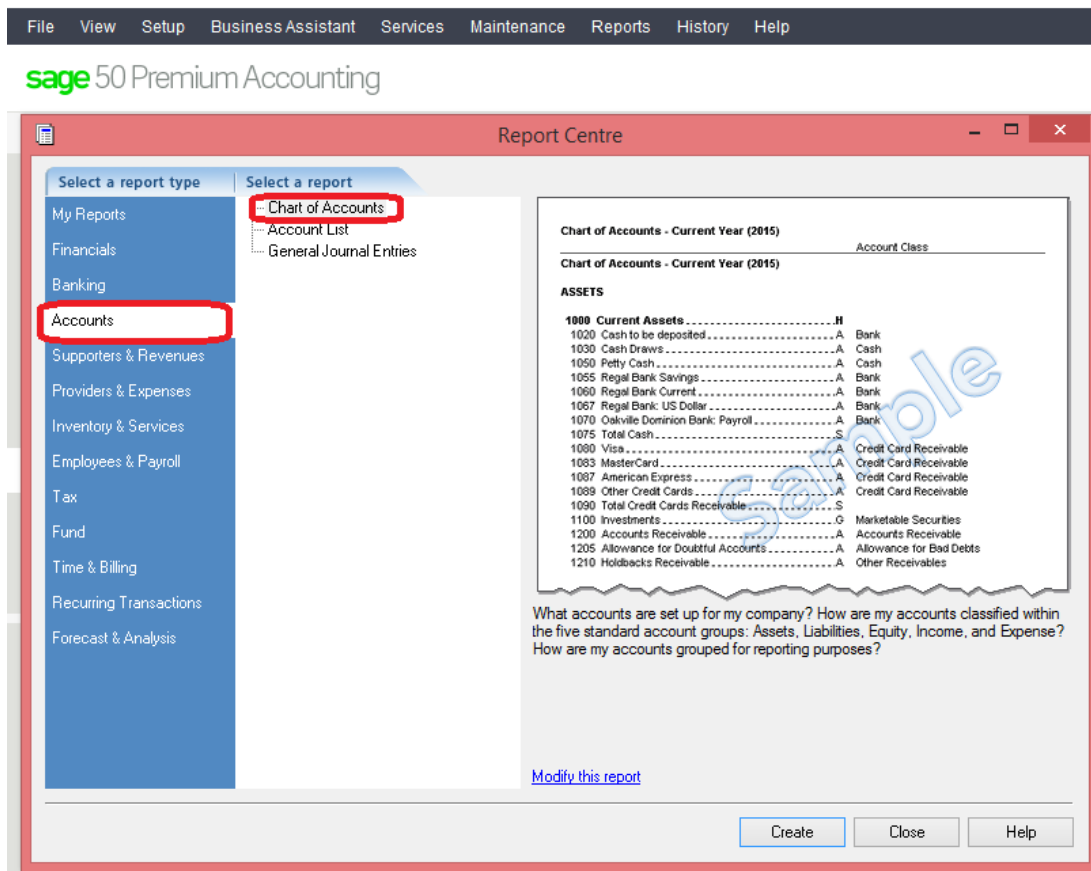 File View Setup Business Assistant Services Maintenance Reports History Help
sage 50 Premium Accounting
Report Centre
Select a report type
Select a report
My Reports
Financials
Banking
Accounts
Supporters & Revenues
Providers & Expenses
Inventory & Services
Employees & Payroll
Tax
Fund
Time & Billing
Recurring Transactions
Forecast & Analysis
Chart of Accounts
Account List
General Journal Entries
Chart of Accounts - Current Year (2015)
Account Class
Chart of Accounts - Current Year (2015)
ASSETS
1000 Current Assets H
1020 Cash to be deposited A Bank
1030 Cash Draws A Cash
1050 Petty Cash A Cash
1055 Regal Bank Savings A Bank
1060 Regal Bank Current A Bank
1067 Regal Bank: US Dollar A Bank
1070 Oakville Dominion Bank: Payroll A Bank
1075 Total Cash S
1080 Visa A Credit Card Receivable
1083 MasterCard A Credit Card Receivable
1087 American Express A Credit Card Receivable
1089 Other Credit Cards A Credit Card Receivable
1090 Total Credit Cards Receivable S
1100 Investments G Marketable Securities
1200 Accounts Receivable A Accounts Receivable
1205 Allowance for Doubtful Accounts A Allowance for Bad Debts
1210 Holdbacks Receivable A Other Receivables
Sample
What accounts are set up for my company? How are my accounts classified within
the five standard account groups: Assets, Liabilities, Equity, Income, and Expense?
How are my accounts grouped for reporting purposes?
Modify this report
Create
Close
Help